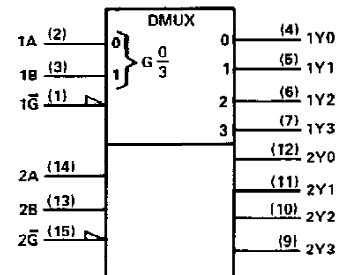 DMUX
1A (2) 0 0 (4) 1Y0
1B (3) 1 G 0/3 1 (5) 1Y1
1G̅ (1) 2 (6) 1Y2
3 (7) 1Y3
(12) 2Y0
2A (14)
(11) 2Y1
2B (13) (10) 2Y2
2G̅ (15) (9) 2Y3